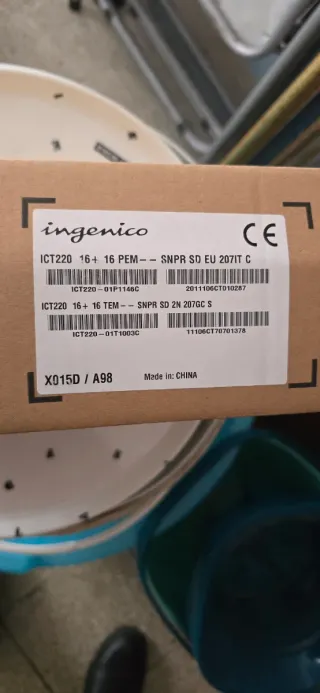 ingenico CE
ICT220 16+ 16 PEM-- SNPR SD EU 207IT C
ICT220-01P1146C 2011106CT010287
ICT220 16+ 16 TEM-- SNPR SD 2N 207GC S
ICT220-01T1003C 11106CT70701378
X015D / A98 Made in: CHINA